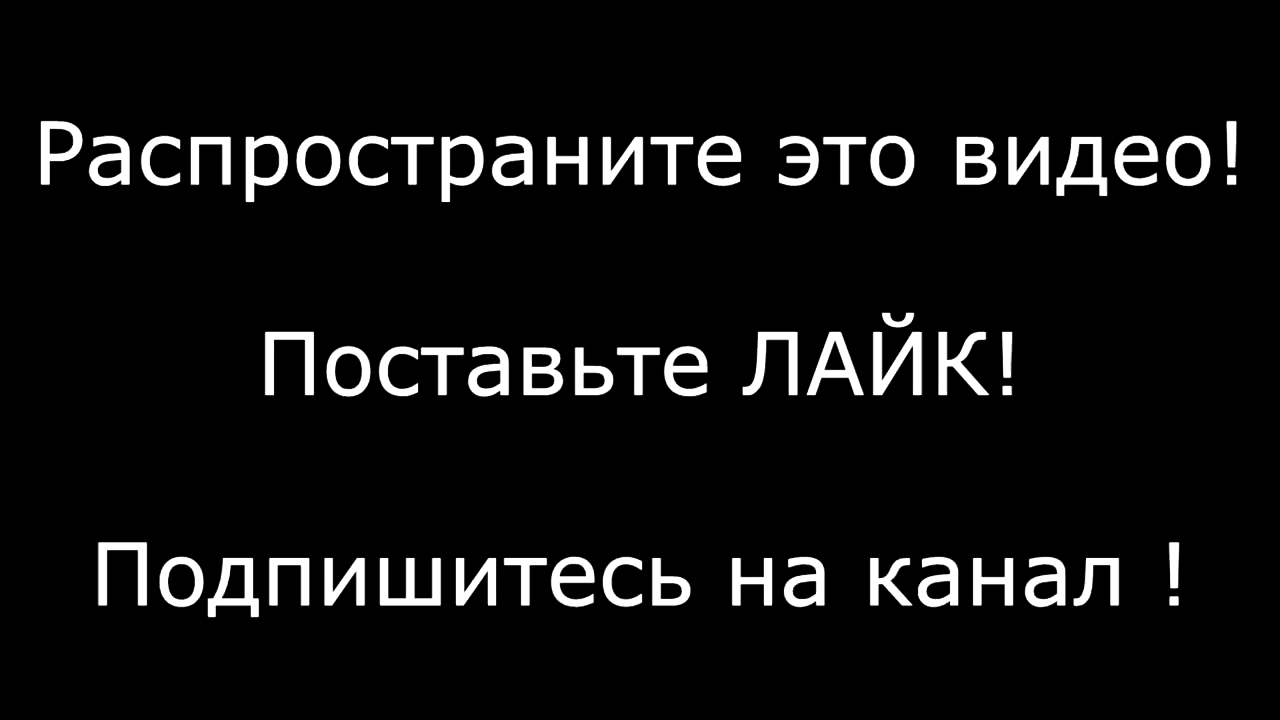 Распространите это видео!
Поставьте ЛАЙК!
Подпишитесь на канал !